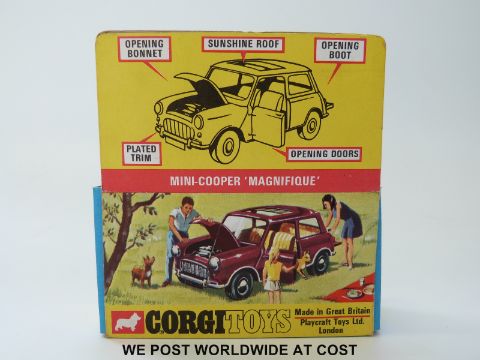 OPENING
BONNET
SUNSHINE ROOF
OPENING
BOOT
PLATED
TRIM
OPENING DOORS
MINI-COOPER 'MAGNIFIQUE'
CORGI TOYS
Made in Great Britain
Playcraft Toys Ltd.
London
WE POST WORLDWIDE AT COST